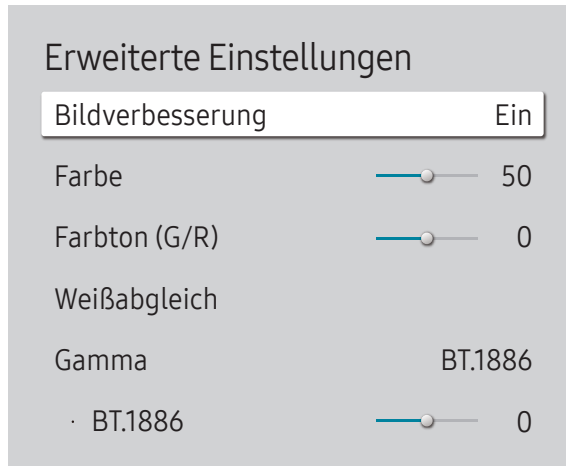 Erweiterte Einstellungen
Bildverbesserung Ein
Farbe 50
Farbton (G/R) 0
Weißabgleich
Gamma BT.1886
· BT.1886 0